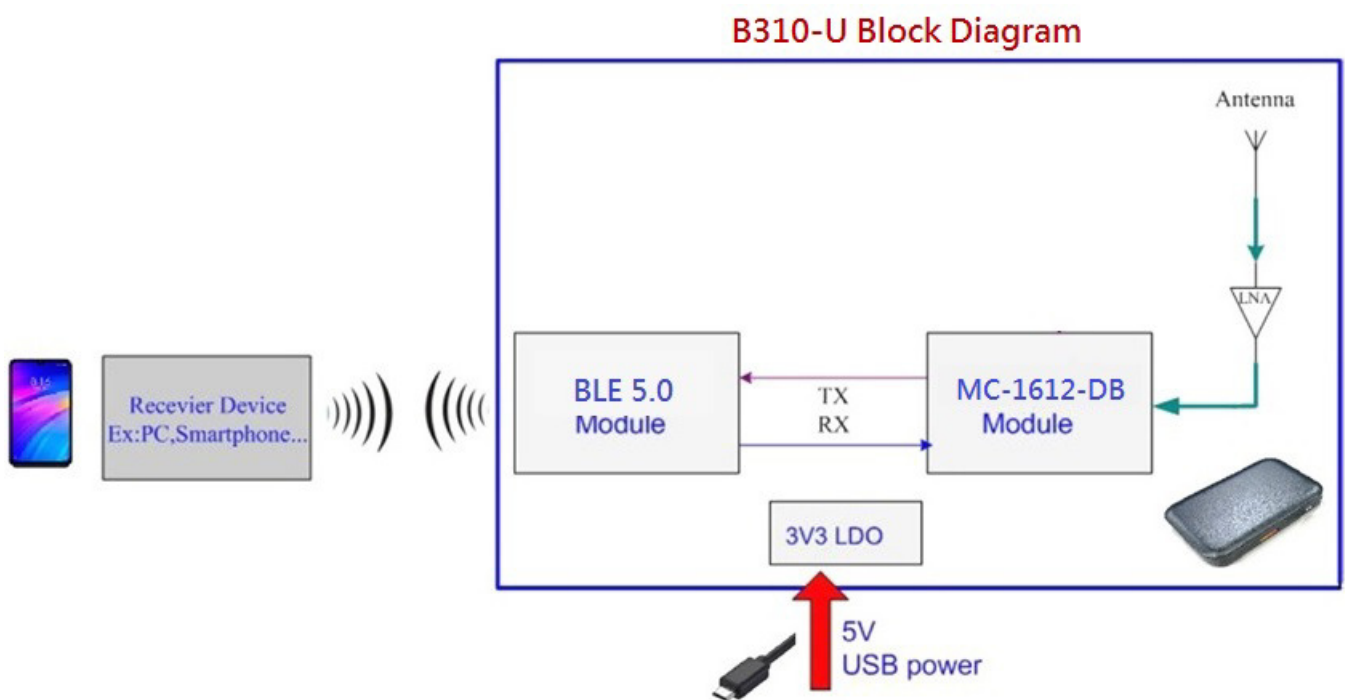 B310-U Block Diagram
Antenna
LNA
BLE 5.0
Module
TX
RX
MC-1612-DB
Module
Recevier Device
Ex:PC,Smartphone...
3V3 LDO
5V
USB power